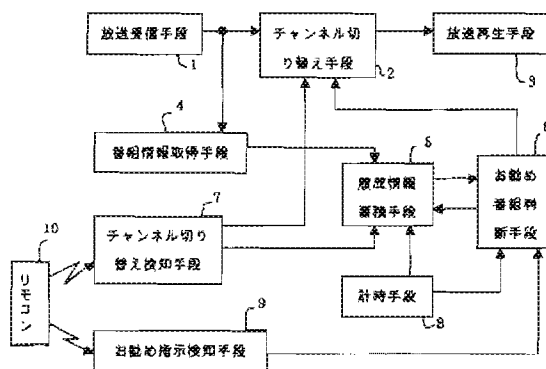 放送受信手段
1
チャンネル切
り替え手段
2
放送再生手段
3
4
番組情報取得手段
5
履歴情報
蓄積手段
6
お勧め
番組判
断手段
7
チャンネル切り
替え検知手段
計時手段
8
10
リモコン
9
お勧め指示検知手段